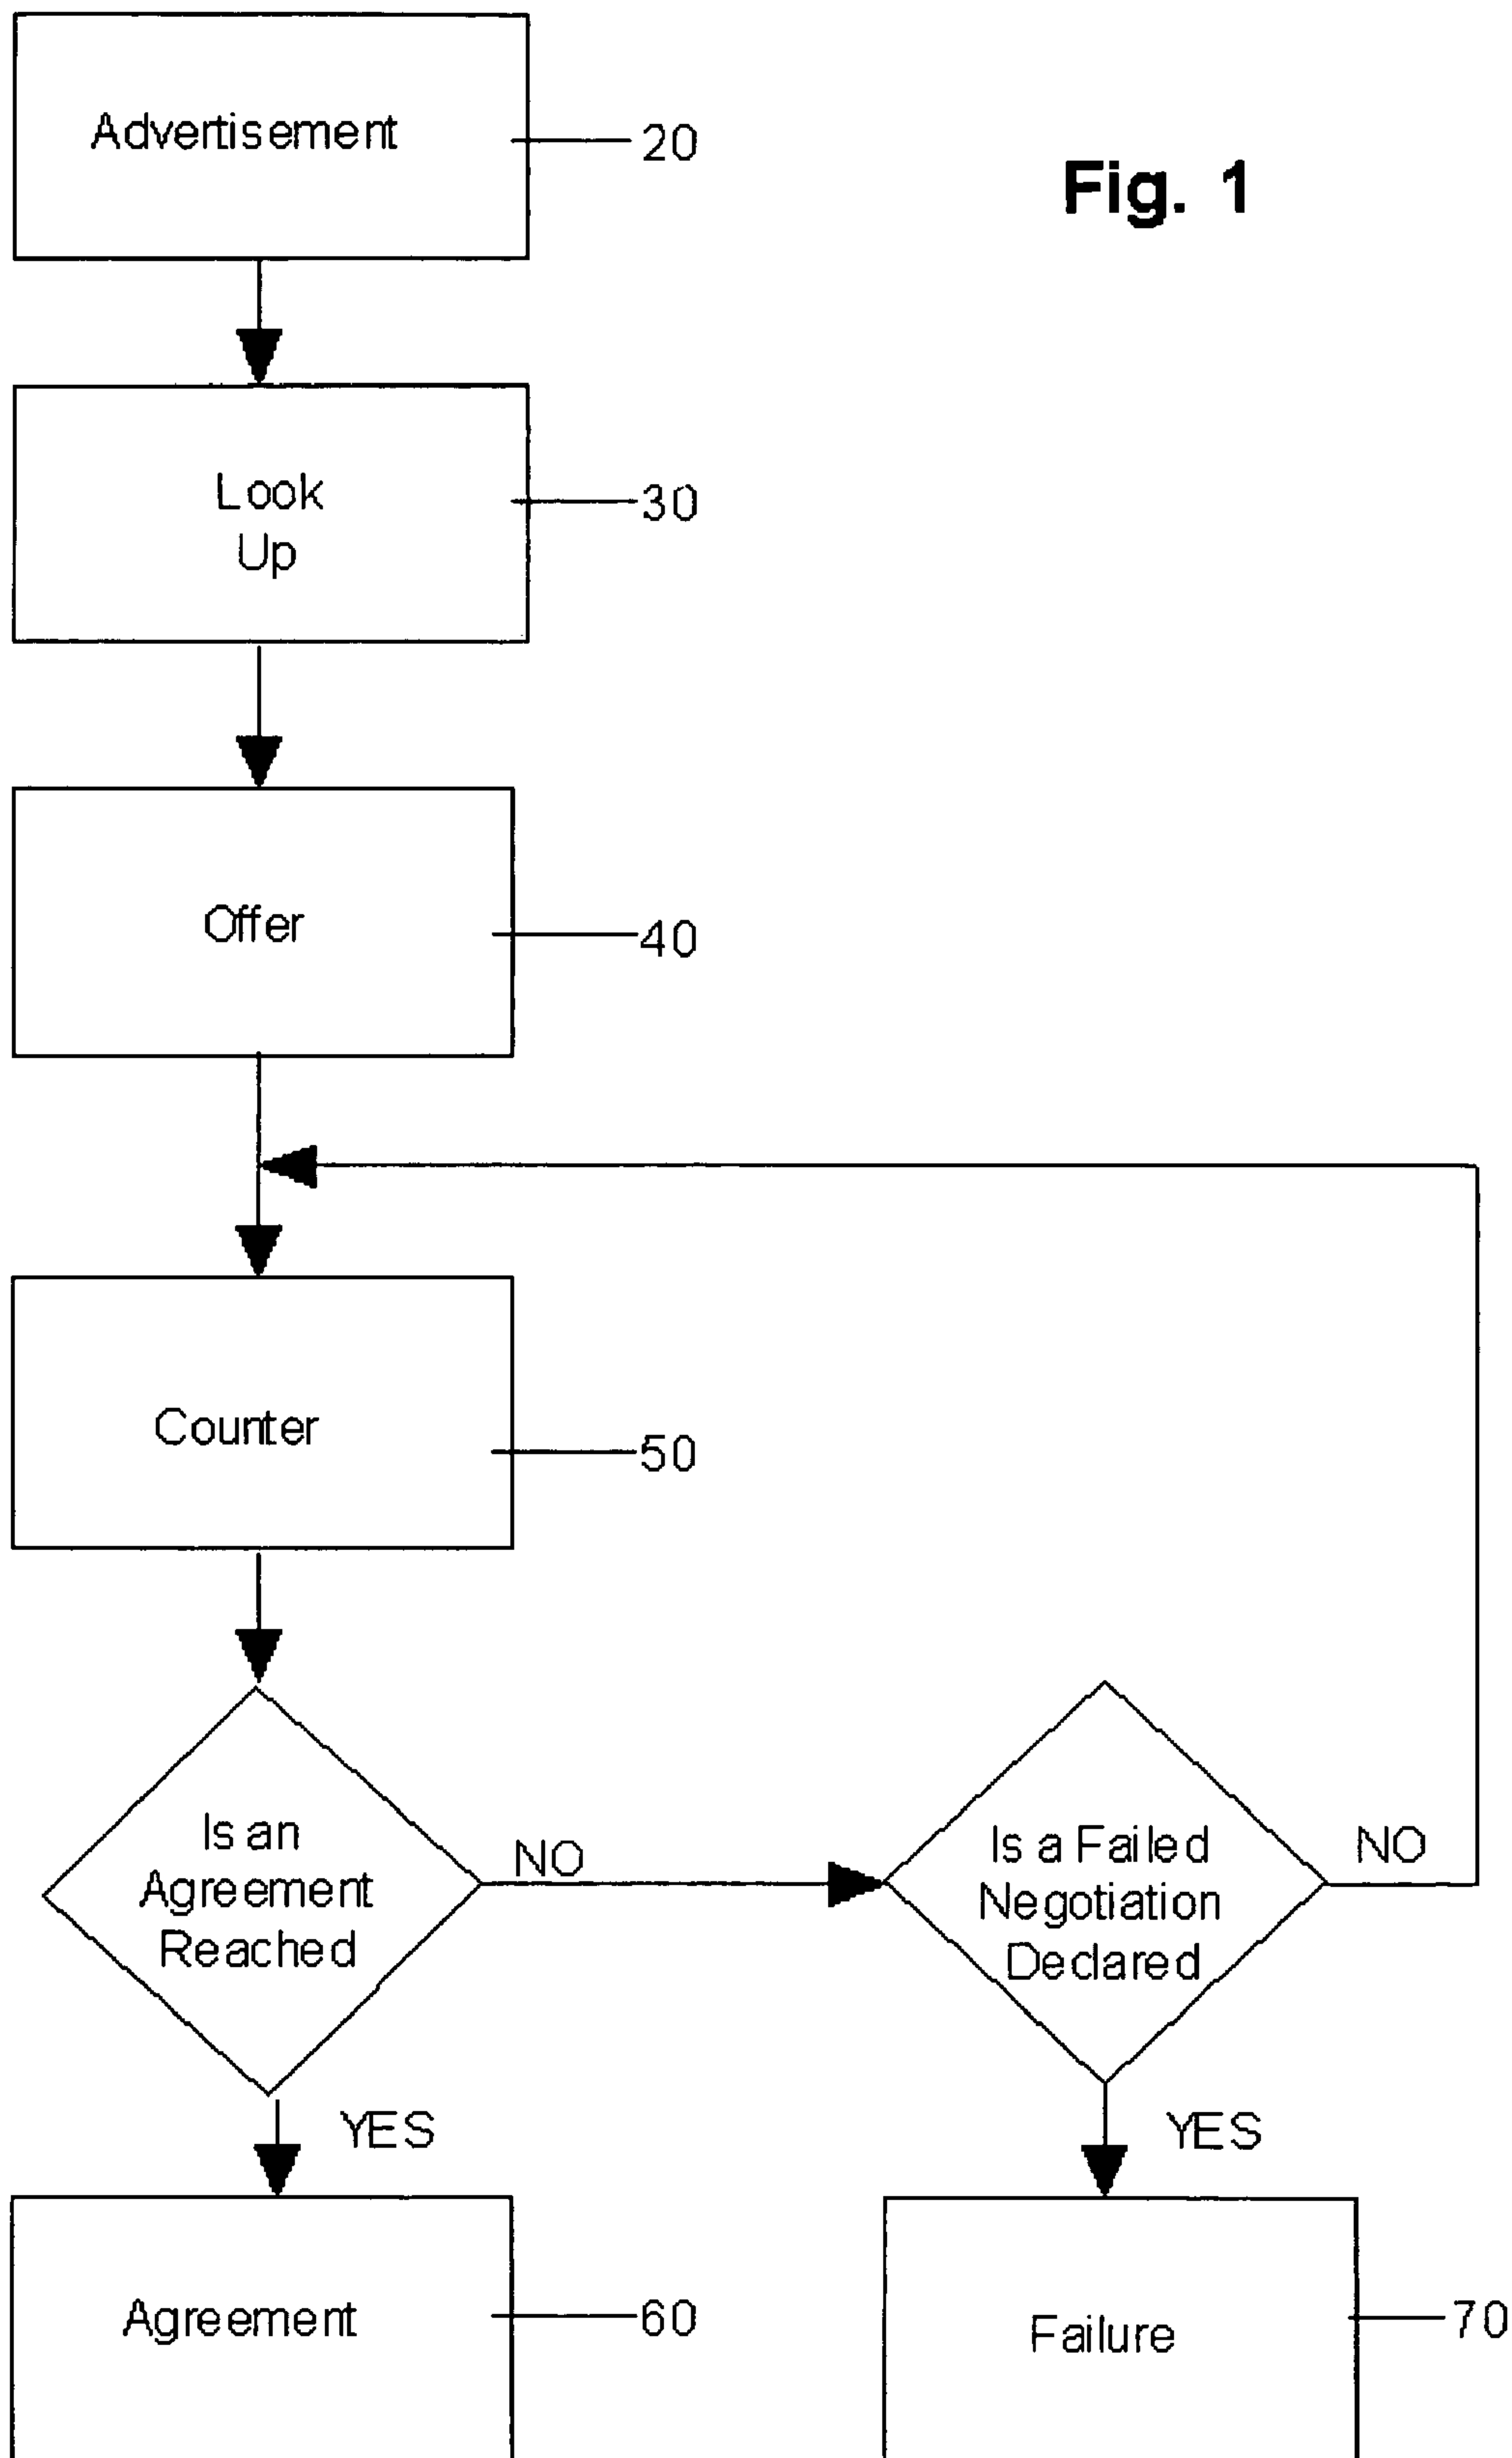 Advertisement
20
Fig. 1
Look
Up
30
Offer
40
Counter
50
Is an
Agreement
Reached
NO
Is a Failed
Negotiation
Declared
NO
YES
YES
Agreement
60
Failure
70